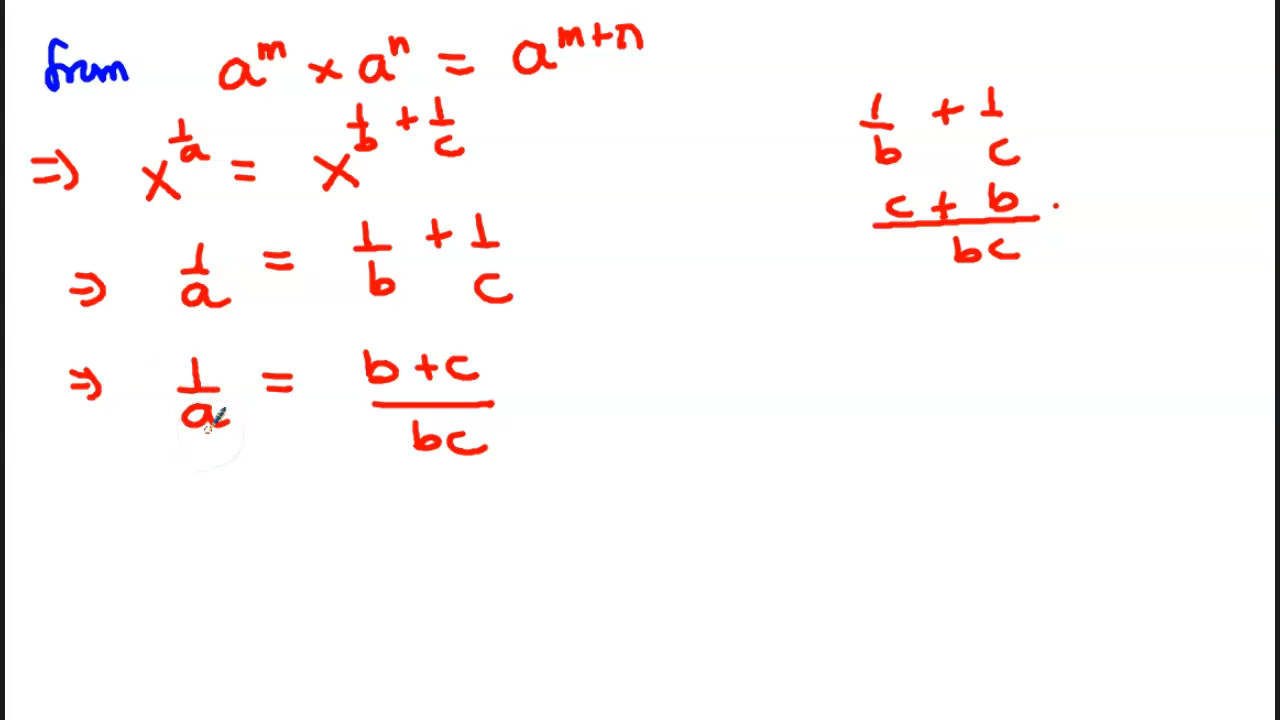 from a^m × a^n = a^{m+n}
⇒ x^{1/a} = x^{1/b + 1/c}
⇒ 1/a = 1/b + 1/c
⇒ 1/a = (b+c)/bc
1/b + 1/c
(c + b)/bc .